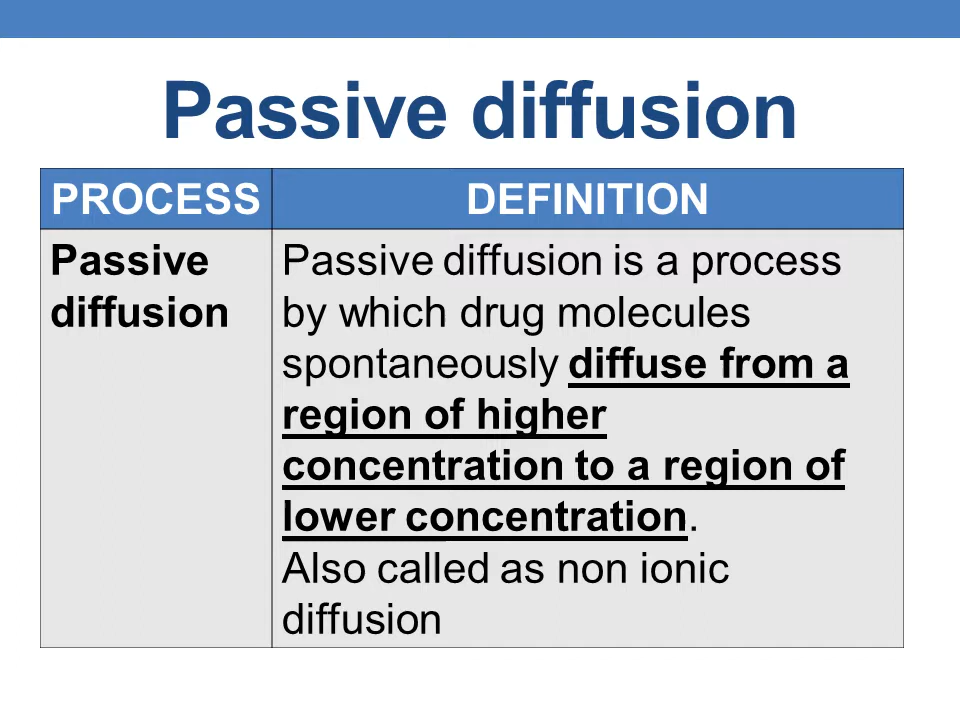 Passive diffusion
PROCESS DEFINITION
Passive
diffusion
Passive diffusion is a process
by which drug molecules
spontaneously diffuse from a
region of higher
concentration to a region of
lower concentration.
Also called as non ionic
diffusion